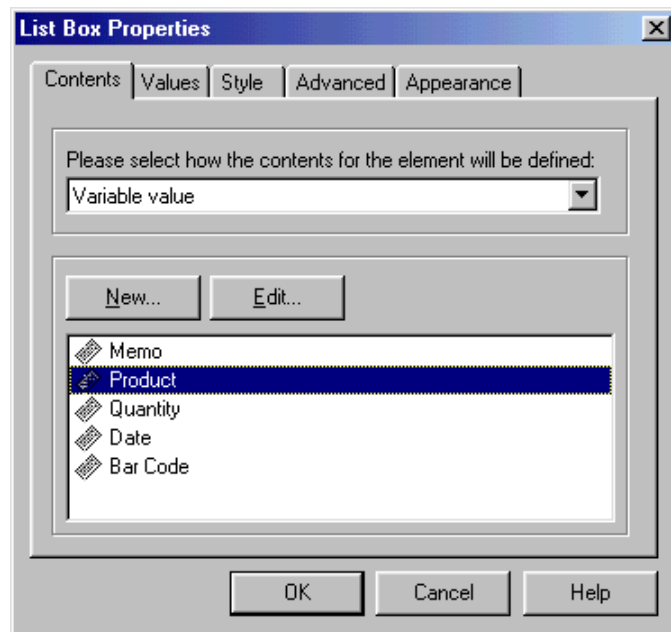 List Box Properties
Contents Values Style Advanced Appearance
Please select how the contents for the element will be defined:
Variable value
New... Edit...
Memo
Product
Quantity
Date
Bar Code
OK Cancel Help